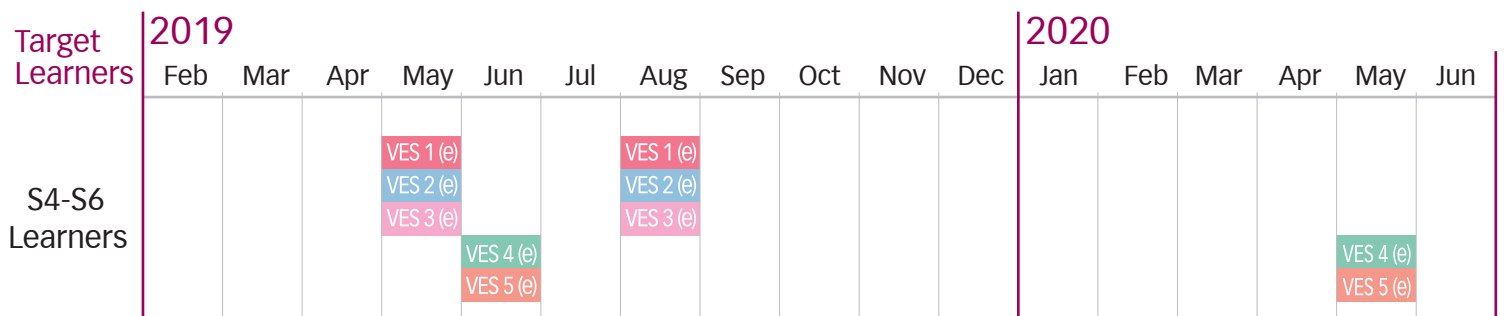 Target
Learners
2019
2020
Feb Mar Apr May Jun Jul Aug Sep Oct Nov Dec Jan Feb Mar Apr May Jun
S4-S6
Learners
VES 1 (e) VES 1 (e)
VES 2 (e) VES 2 (e)
VES 3 (e) VES 3 (e)
VES 4 (e) VES 4 (e)
VES 5 (e) VES 5 (e)